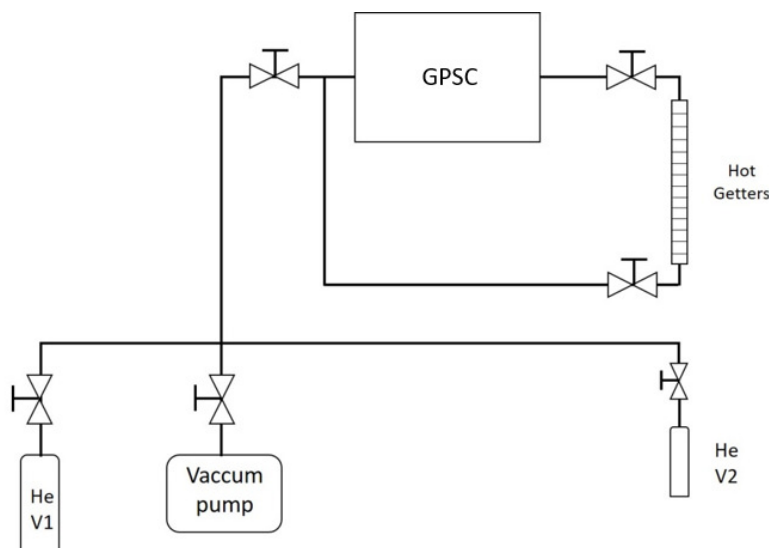 GPSC
Hot
Getters
Vaccum
pump
He
V1
He
V2